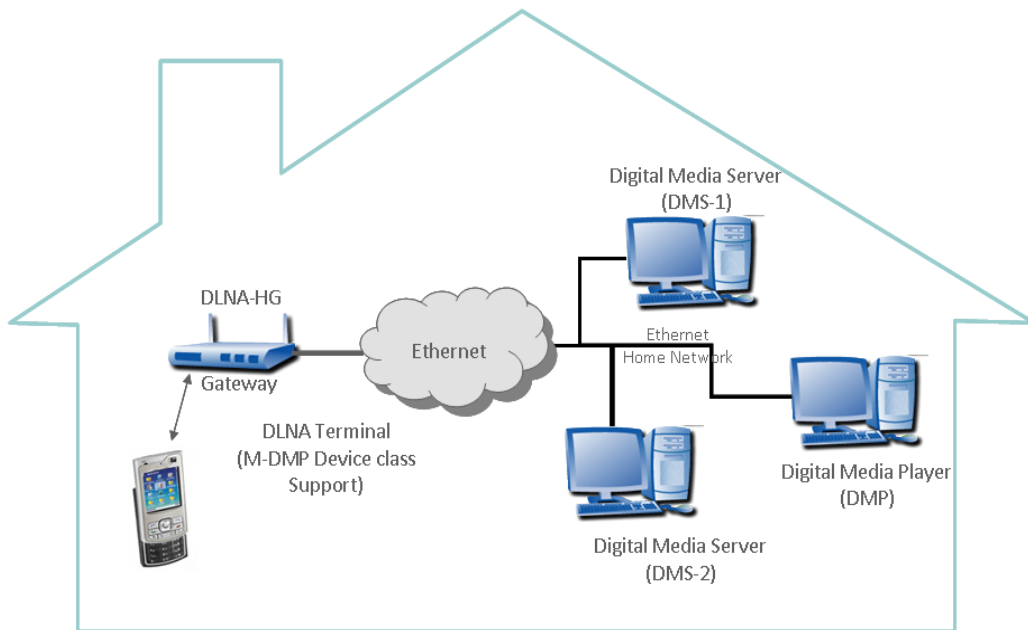 Digital Media Server
(DMS-1)
DLNA-HG
Ethernet
Ethernet
Home Network
Gateway
DLNA Terminal
(M-DMP Device class
Support)
Digital Media Player
(DMP)
Digital Media Server
(DMS-2)